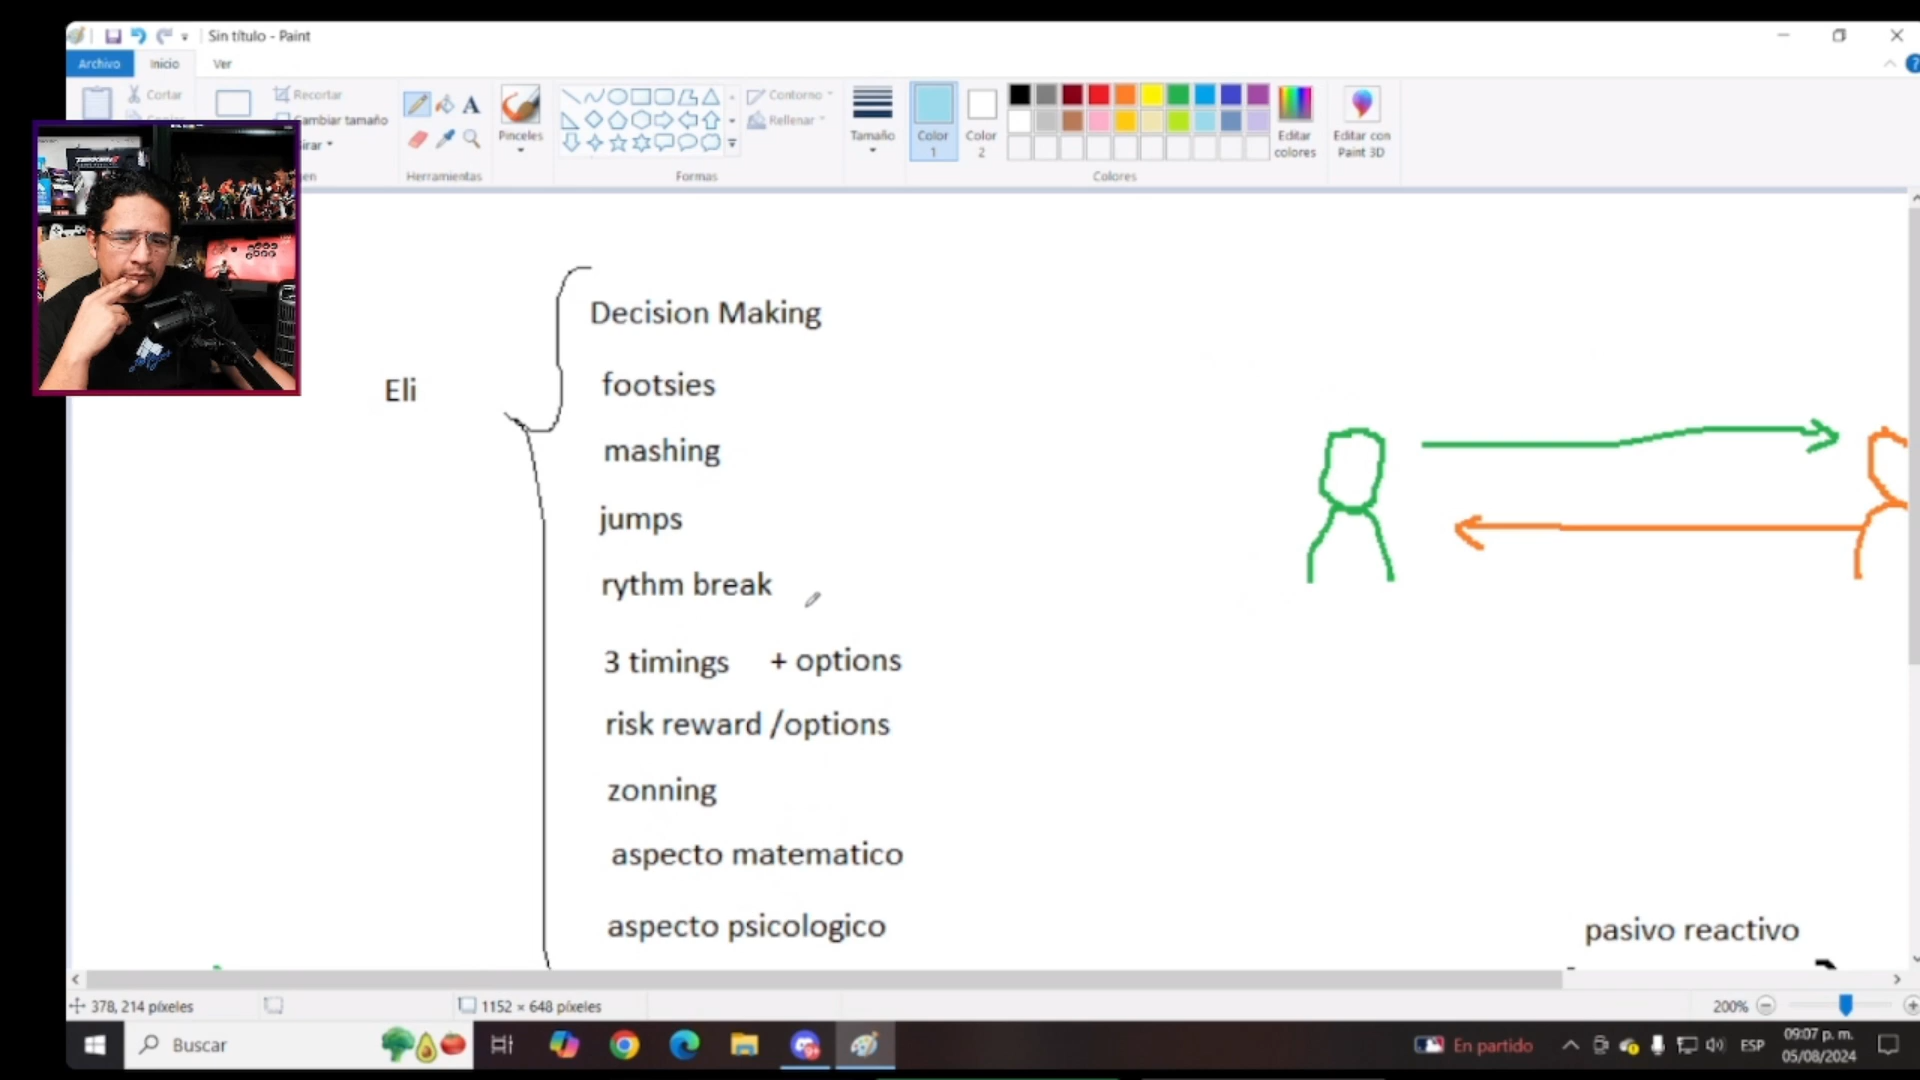 Sin título - Paint
Archivo Inicio Ver
Cortar
Recortar
Cambiar tamaño
Pinceles
Herramientas
Formas
Contorno
Rellenar
Tamaño
Color 1
Color 2
Colores
Editar colores
Editar con Paint 3D
TEKKEN 8
Eli
Decision Making
footsies
mashing
jumps
rythm break
3 timings + options
risk reward /options
zonning
aspecto matematico
aspecto psicologico
pasivo reactivo
378, 214 píxeles
1152 × 648 píxeles
200%
Buscar
En partido
ESP
09:07 p. m.
05/08/2024